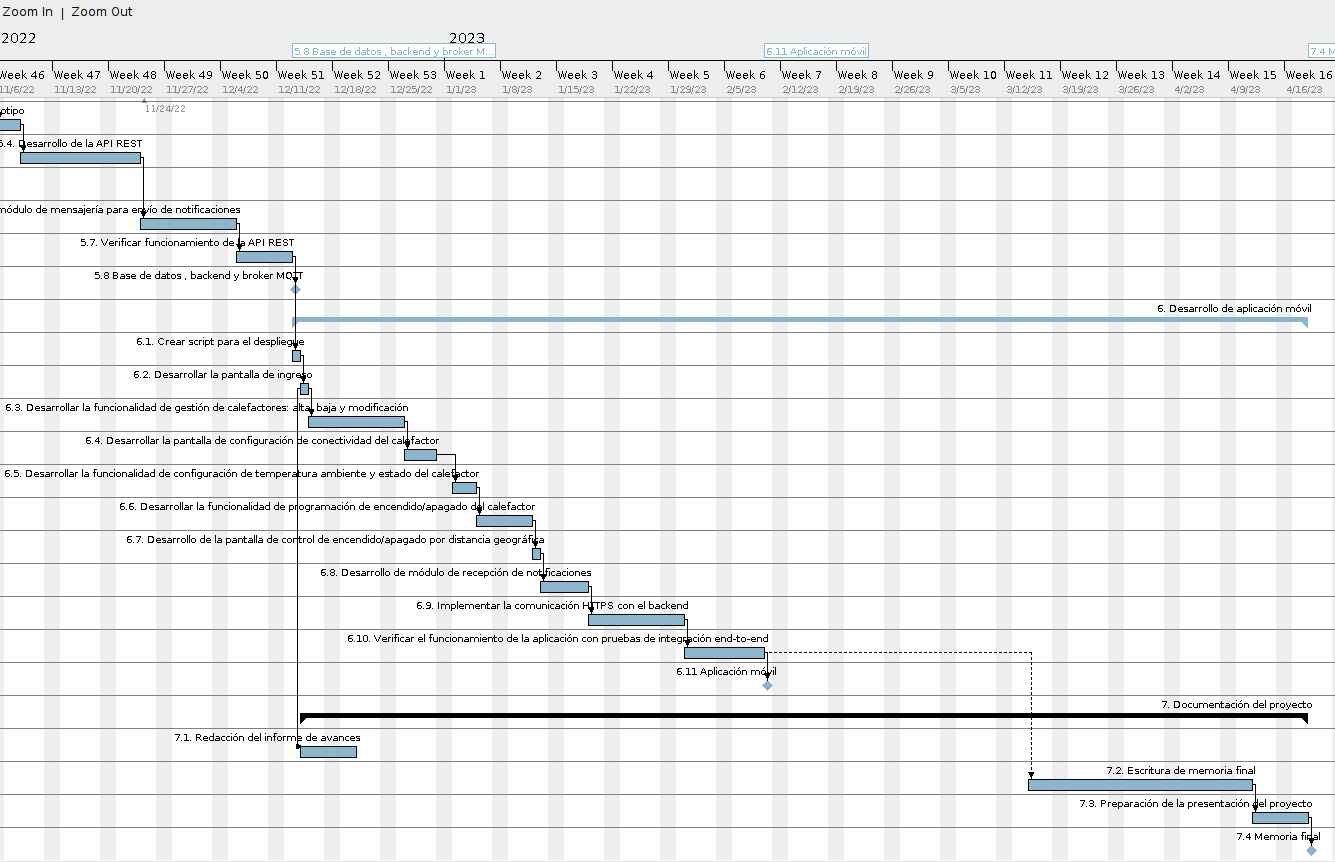 Zoom In | Zoom Out
2022 2023
5.8 Base de datos , backend y broker M... 6.11 Aplicación móvil 7.4 M
Week 46 Week 47 Week 48 Week 49 Week 50 Week 51 Week 52 Week 53 Week 1 Week 2 Week 3 Week 4 Week 5 Week 6 Week 7 Week 8 Week 9 Week 10 Week 11 Week 12 Week 13 Week 14 Week 15 Week 16
11/6/22 11/13/22 11/20/22 11/27/22 12/4/22 12/11/22 12/18/22 12/25/22 1/1/23 1/8/23 1/15/23 1/22/23 1/29/23 2/5/23 2/12/23 2/19/23 2/26/23 3/5/23 3/12/23 3/19/23 3/26/23 4/2/23 4/9/23 4/16/23
11/24/22
otipo
5.4. Desarrollo de la API REST
módulo de mensajería para envío de notificaciones
5.7. Verificar funcionamiento de la API REST
5.8 Base de datos , backend y broker MQTT
6. Desarrollo de aplicación móvil
6.1. Crear script para el despliegue
6.2. Desarrollar la pantalla de ingreso
6.3. Desarrollar la funcionalidad de gestión de calefactores: alta, baja y modificación
6.4. Desarrollar la pantalla de configuración de conectividad del calefactor
6.5. Desarrollar la funcionalidad de configuración de temperatura ambiente y estado del calefactor
6.6. Desarrollar la funcionalidad de programación de encendido/apagado del calefactor
6.7. Desarrollo de la pantalla de control de encendido/apagado por distancia geográfica
6.8. Desarrollo de módulo de recepción de notificaciones
6.9. Implementar la comunicación HTTPS con el backend
6.10. Verificar el funcionamiento de la aplicación con pruebas de integración end-to-end
6.11 Aplicación móvil
7. Documentación del proyecto
7.1. Redacción del informe de avances
7.2. Escritura de memoria final
7.3. Preparación de la presentación del proyecto
7.4 Memoria final